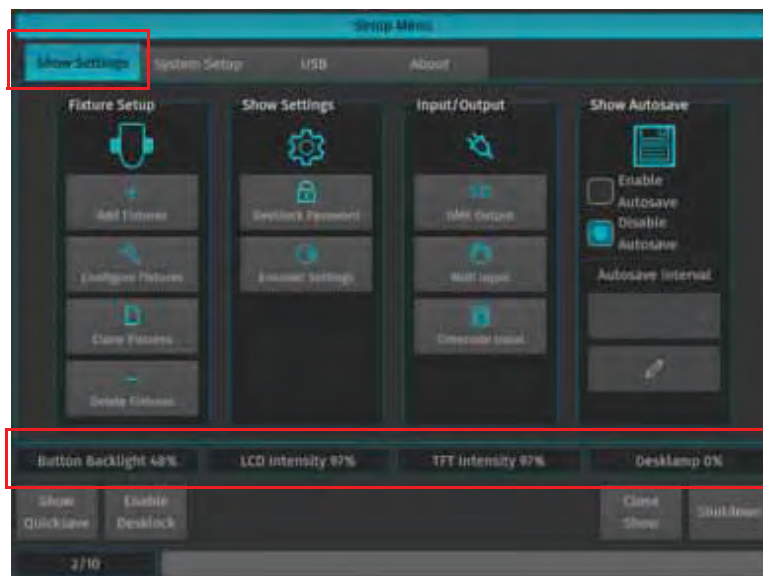 Setup Menu
Show Settings
System Setup
USB
About
Fixture Setup
Show Settings
Input/Output
Show Autosave
Add Fixtures
Configure Fixtures
Clone Fixtures
Delete Fixtures
Desklock Password
Encoder Settings
DMX Output
Midi Input
Timecode Input
Enable
Autosave
Disable
Autosave
Autosave Interval
Button Backlight 48%
LCD Intensity 97%
TFT Intensity 97%
Desklamp 0%
Show
Quicksave
Enable
Desklock
Close
Show
Shutdown
2/10